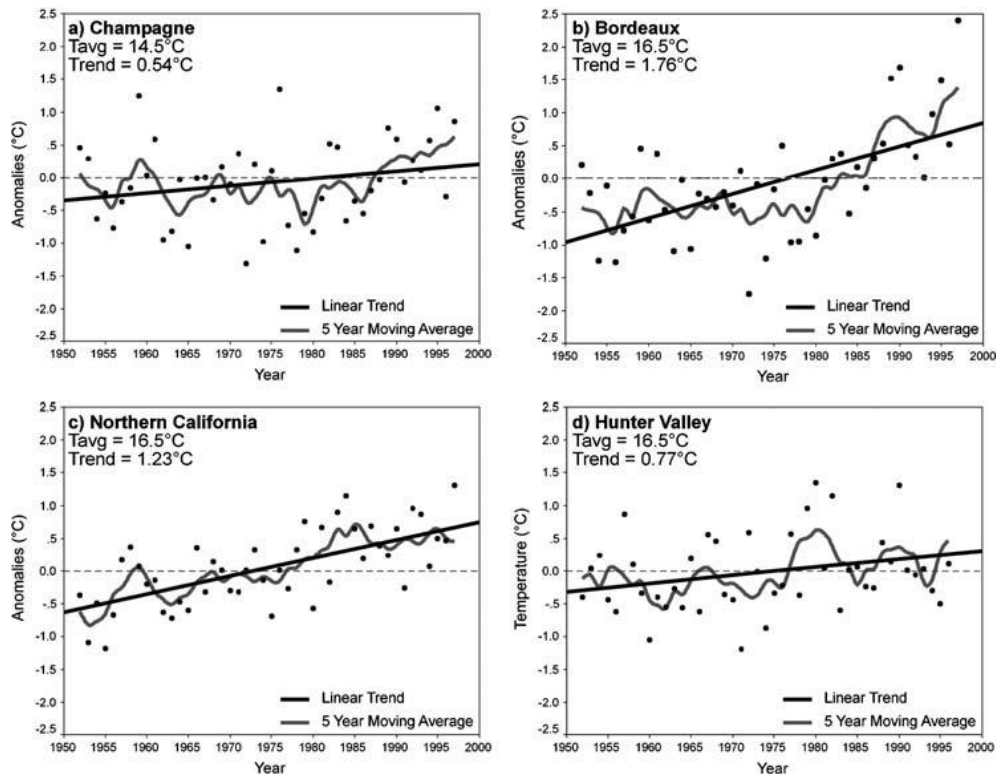 a) Champagne
Tavg = 14.5°C
Trend = 0.54°C
2.5
2.0
1.5
1.0
0.5
0.0
-0.5
-1.0
-1.5
-2.0
-2.5
Anomalies (°C)
Linear Trend
5 Year Moving Average
1950 1955 1960 1965 1970 1975 1980 1985 1990 1995 2000
Year
b) Bordeaux
Tavg = 16.5°C
Trend = 1.76°C
2.5
2.0
1.5
1.0
0.5
0.0
-0.5
-1.0
-1.5
-2.0
-2.5
Anomalies (°C)
Linear Trend
5 Year Moving Average
1950 1955 1960 1965 1970 1975 1980 1985 1990 1995 2000
Year
c) Northern California
Tavg = 16.5°C
Trend = 1.23°C
2.5
2.0
1.5
1.0
.5
0.0
-.5
-1.0
-1.5
-2.0
-2.5
Anomalies (°C)
Linear Trend
5 Year Moving Average
1950 1955 1960 1965 1970 1975 1980 1985 1990 1995 2000
Year
d) Hunter Valley
Tavg = 16.5°C
Trend = 0.77°C
2.5
2.0
1.5
1.0
.5
0.0
-.5
-1.0
-1.5
-2.0
-2.5
Temperature (°C)
Linear Trend
5 Year Moving Average
1950 1955 1960 1965 1970 1975 1980 1985 1990 1995 2000
Year